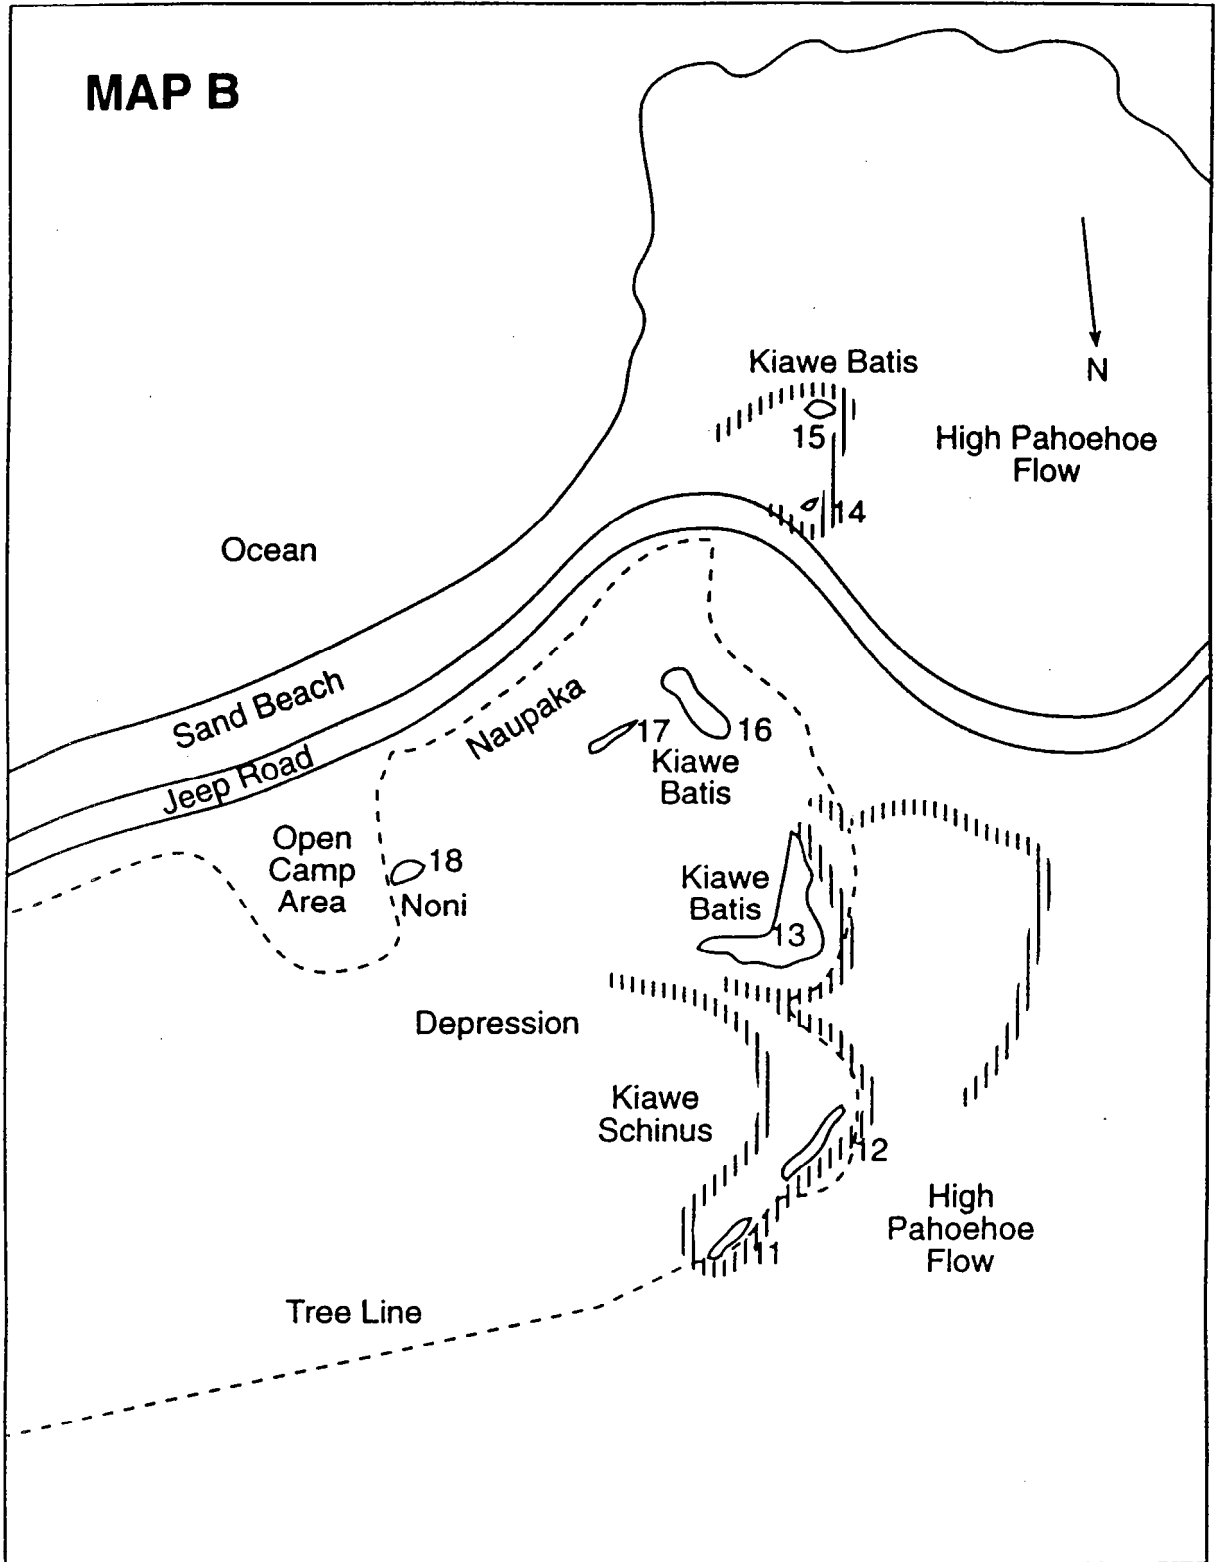 MAP B
N
Kiawe Batis
15
High Pahoehoe
Flow
14
Ocean
Sand Beach
Naupaka
17
16
Kiawe
Batis
Jeep Road
Open
Camp
Area
18
Noni
Kiawe
Batis
13
Depression
Kiawe
Schinus
12
High
Pahoehoe
Flow
11
Tree Line